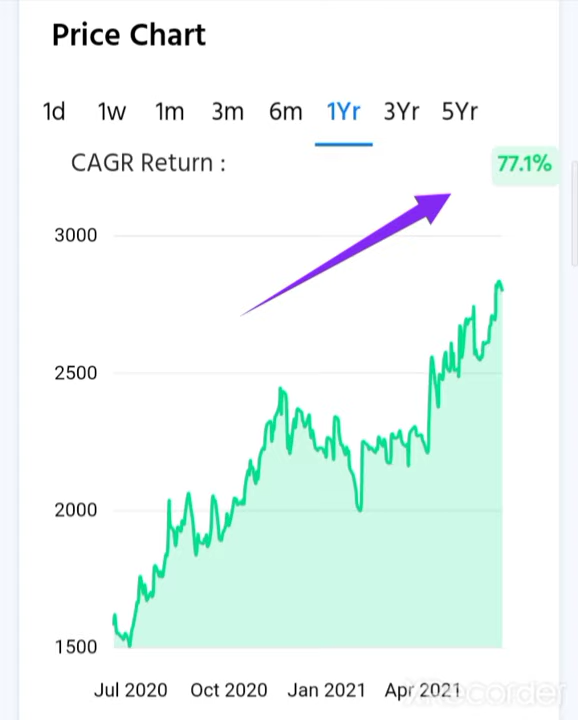 Price Chart
1d 1w 1m 3m 6m 1Yr 3Yr 5Yr
CAGR Return : 77.1%
3000
2500
2000
1500
Jul 2020 Oct 2020 Jan 2021 Apr 2021
XRecorder